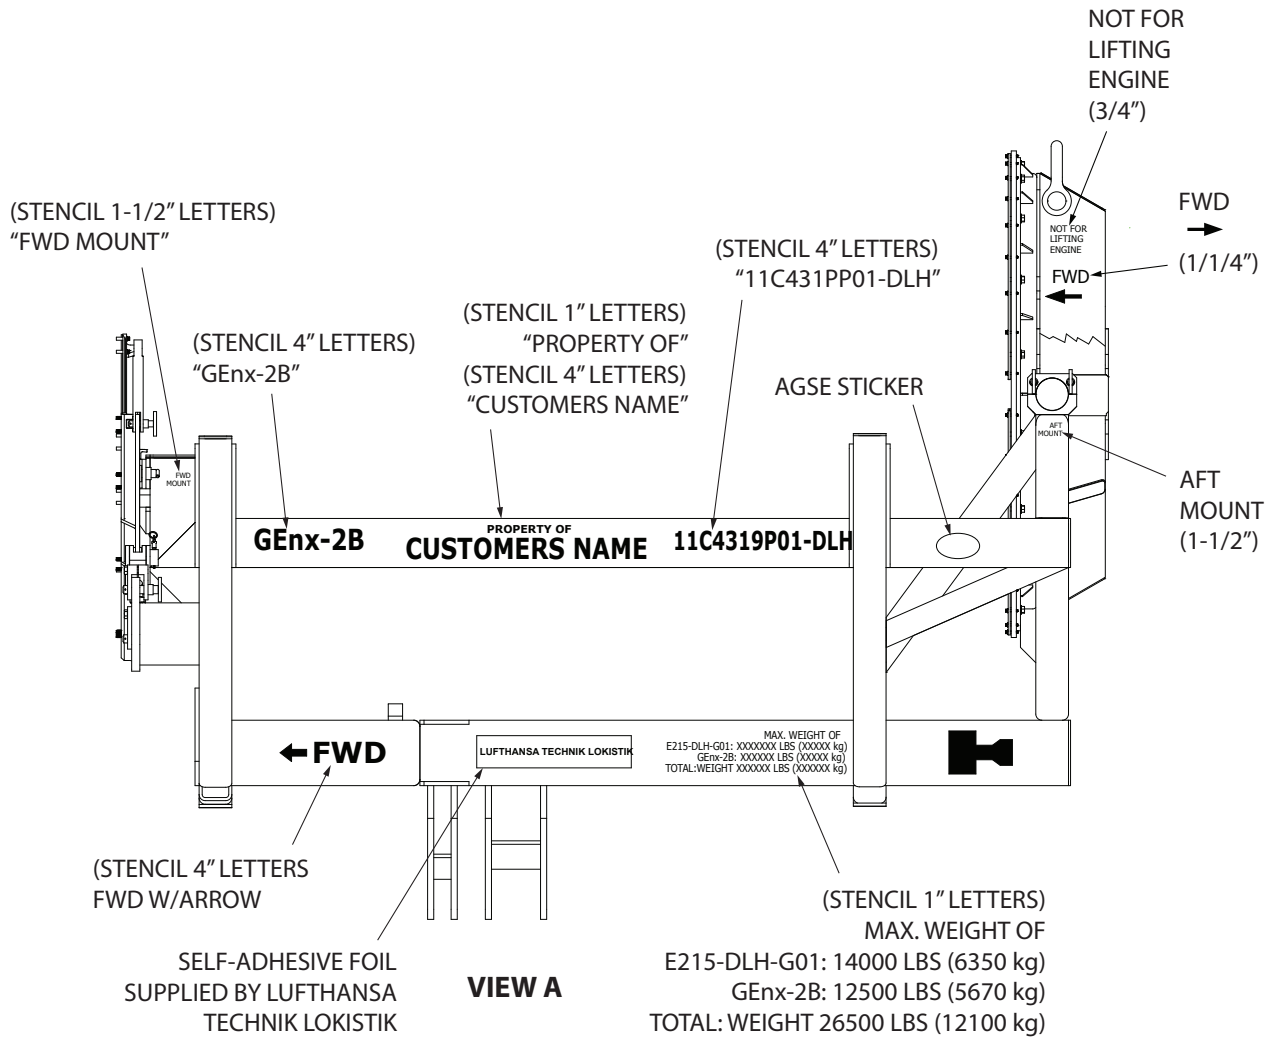 NOT FOR
LIFTING
ENGINE
(3/4”)
FWD
(1/1/4”)
(STENCIL 1-1/2” LETTERS)
“FWD MOUNT”
(STENCIL 4” LETTERS)
“11C431PP01-DLH”
(STENCIL 1” LETTERS)
“PROPERTY OF”
(STENCIL 4” LETTERS)
“CUSTOMERS NAME”
(STENCIL 4” LETTERS)
“GEnx-2B”
AGSE STICKER
NOT FOR
LIFTING
ENGINE
FWD
AFT
MOUNT
AFT
MOUNT
(1-1/2”)
FWD
MOUNT
GEnx-2B
PROPERTY OF
CUSTOMERS NAME
11C4319P01-DLH
FWD
LUFTHANSA TECHNIK LOKISTIK
MAX. WEIGHT OF
E215-DLH-G01: XXXXXXX LBS (XXXXX kg)
GEnx-2B: XXXXXX LBS (XXXXX kg)
TOTAL:WEIGHT XXXXXX LBS (XXXXXX kg)
(STENCIL 4” LETTERS
FWD W/ARROW
SELF-ADHESIVE FOIL
SUPPLIED BY LUFTHANSA
TECHNIK LOKISTIK
VIEW A
(STENCIL 1” LETTERS)
MAX. WEIGHT OF
E215-DLH-G01: 14000 LBS (6350 kg)
GEnx-2B: 12500 LBS (5670 kg)
TOTAL: WEIGHT 26500 LBS (12100 kg)